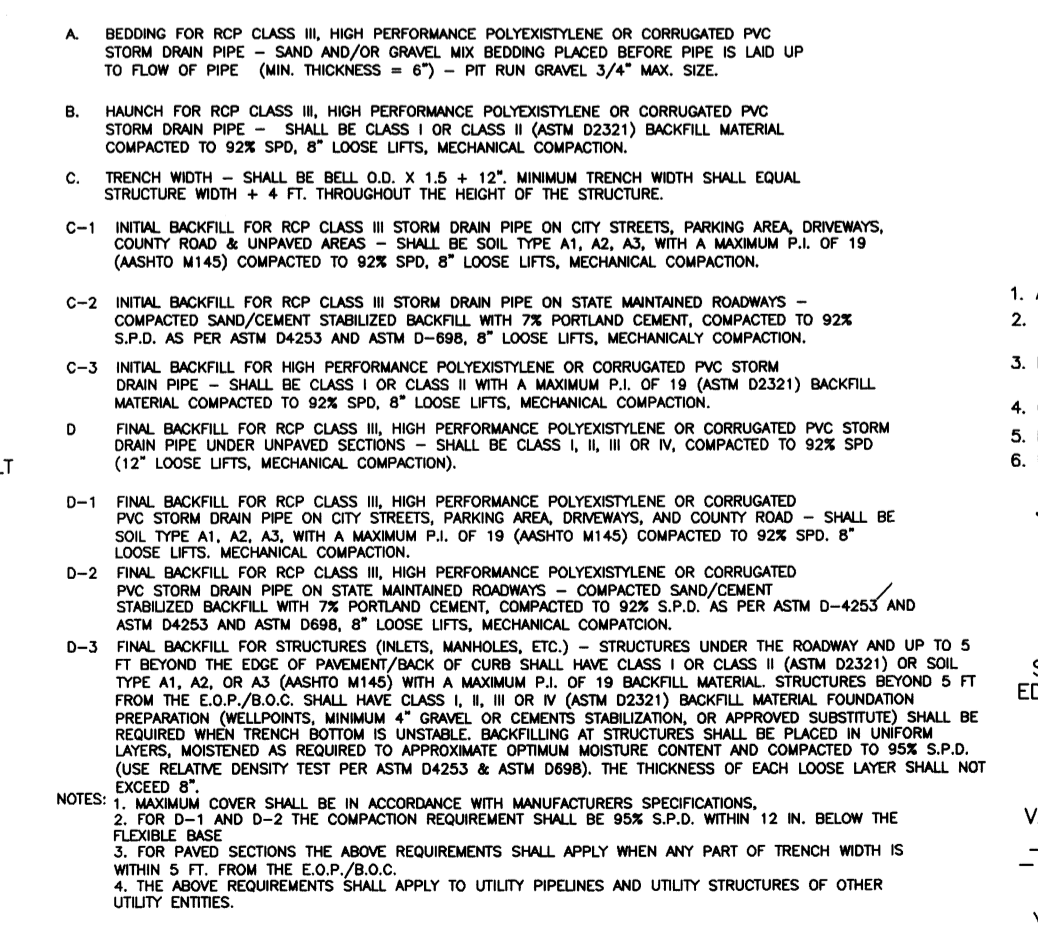 A. BEDDING FOR RCP CLASS III, HIGH PERFORMANCE POLYEXISTYLENE OR CORRUGATED PVC
STORM DRAIN PIPE – SAND AND/OR GRAVEL MIX BEDDING PLACED BEFORE PIPE IS LAID UP
TO FLOW OF PIPE (MIN. THICKNESS = 6") – PIT RUN GRAVEL 3/4" MAX. SIZE.
B. HAUNCH FOR RCP CLASS III, HIGH PERFORMANCE POLYEXISTYLENE OR CORRUGATED PVC
STORM DRAIN PIPE – SHALL BE CLASS I OR CLASS II (ASTM D2321) BACKFILL MATERIAL
COMPACTED TO 92% SPD, 8" LOOSE LIFTS, MECHANICAL COMPACTION.
C. TRENCH WIDTH – SHALL BE BELL O.D. X 1.5 + 12". MINIMUM TRENCH WIDTH SHALL EQUAL
STRUCTURE WIDTH + 4 FT. THROUGHOUT THE HEIGHT OF THE STRUCTURE.
C-1 INITIAL BACKFILL FOR RCP CLASS III STORM DRAIN PIPE ON CITY STREETS, PARKING AREA, DRIVEWAYS,
COUNTY ROAD & UNPAVED AREAS – SHALL BE SOIL TYPE A1, A2, A3, WITH A MAXIMUM P.I. OF 19
(AASHTO M145) COMPACTED TO 92% SPD, 8" LOOSE LIFTS, MECHANICAL COMPACTION.
C-2 INITIAL BACKFILL FOR RCP CLASS III STORM DRAIN PIPE ON STATE MAINTAINED ROADWAYS –
COMPACTED SAND/CEMENT STABILIZED BACKFILL WITH 7% PORTLAND CEMENT, COMPACTED TO 92%
S.P.D. AS PER ASTM D4253 AND ASTM D-698, 8" LOOSE LIFTS, MECHANICALY COMPACTION.
C-3 INITIAL BACKFILL FOR HIGH PERFORMANCE POLYEXISTYLENE OR CORRUGATED PVC STORM
DRAIN PIPE – SHALL BE CLASS I OR CLASS II WITH A MAXIMUM P.I. OF 19 (ASTM D2321) BACKFILL
MATERIAL COMPACTED TO 92% SPD, 8" LOOSE LIFTS, MECHANICAL COMPACTION.
D FINAL BACKFILL FOR RCP CLASS III, HIGH PERFORMANCE POLYEXISTYLENE OR CORRUGATED PVC STORM
DRAIN PIPE UNDER UNPAVED SECTIONS – SHALL BE CLASS I, II, III OR IV, COMPACTED TO 92% SPD
(12" LOOSE LIFTS, MECHANICAL COMPACTION).
D-1 FINAL BACKFILL FOR RCP CLASS III, HIGH PERFORMANCE POLYEXISTYLENE OR CORRUGATED
PVC STORM DRAIN PIPE ON CITY STREETS, PARKING AREA, DRIVEWAYS, AND COUNTY ROAD – SHALL BE
SOIL TYPE A1, A2, A3, WITH A MAXIMUM P.I. OF 19 (AASHTO M145) COMPACTED TO 92% SPD. 8"
LOOSE LIFTS. MECHANICAL COMPACTION.
D-2 FINAL BACKFILL FOR RCP CLASS III, HIGH PERFORMANCE POLYEXISTYLENE OR CORRUGATED
PVC STORM DRAIN PIPE ON STATE MAINTAINED ROADWAYS – COMPACTED SAND/CEMENT
STABILIZED BACKFILL WITH 7% PORTLAND CEMENT, COMPACTED TO 92% S.P.D. AS PER ASTM D-4253 AND
ASTM D4253 AND ASTM D698, 8" LOOSE LIFTS, MECHANICAL COMPATCION.
D-3 FINAL BACKFILL FOR STRUCTURES (INLETS, MANHOLES, ETC.) – STRUCTURES UNDER THE ROADWAY AND UP TO 5
FT BEYOND THE EDGE OF PAVEMENT/BACK OF CURB SHALL HAVE CLASS I OR CLASS II (ASTM D2321) OR SOIL
TYPE A1, A2, OR A3 (AASHTO M145) WITH A MAXIMUM P.I. OF 19 BACKFILL MATERIAL. STRUCTURES BEYOND 5 FT
FROM THE E.O.P./B.O.C. SHALL HAVE CLASS I, II, III OR IV (ASTM D2321) BACKFILL MATERIAL FOUNDATION
PREPARATION (WELLPOINTS, MINIMUM 4" GRAVEL OR CEMENTS STABILIZATION, OR APPROVED SUBSTITUTE) SHALL BE
REQUIRED WHEN TRENCH BOTTOM IS UNSTABLE. BACKFILLING AT STRUCTURES SHALL BE PLACED IN UNIFORM
LAYERS, MOISTENED AS REQUIRED TO APPROXIMATE OPTIMUM MOISTURE CONTENT AND COMPACTED TO 95% S.P.D.
(USE RELATIVE DENSITY TEST PER ASTM D4253 & ASTM D698). THE THICKNESS OF EACH LOOSE LAYER SHALL NOT
EXCEED 8".
NOTES: 1. MAXIMUM COVER SHALL BE IN ACCORDANCE WITH MANUFACTURERS SPECIFICATIONS,
2. FOR D-1 AND D-2 THE COMPACTION REQUIREMENT SHALL BE 95% S.P.D. WITHIN 12 IN. BELOW THE
FLEXIBLE BASE
3. FOR PAVED SECTIONS THE ABOVE REQUIREMENTS SHALL APPLY WHEN ANY PART OF TRENCH WIDTH IS
WITHIN 5 FT. FROM THE E.O.P./B.O.C.
4. THE ABOVE REQUIREMENTS SHALL APPLY TO UTILITY PIPELINES AND UTILITY STRUCTURES OF OTHER
UTILITY ENTITIES.
LT
1.
2.
3.
4.
5.
6.
ED